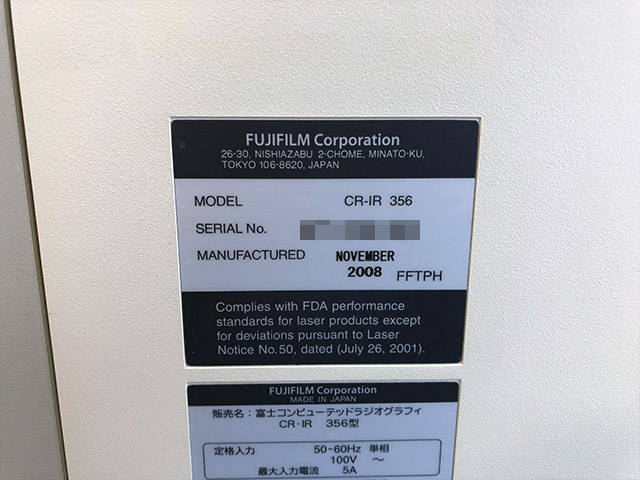 FUJIFILM Corporation
26-30, NISHIAZABU 2-CHOME, MINATO-KU,
TOKYO 106-8620, JAPAN
MODEL CR-IR 356
SERIAL No.
MANUFACTURED NOVEMBER
2008 FFTPH
Complies with FDA performance
standards for laser products except
for deviations pursuant to Laser
Notice No.50, dated (July 26, 2001).
FUJIFILM Corporation
MADE IN JAPAN
販売名：富士コンピューテッドラジオグラフィ
CR-IR 356型
定格入力 50-60Hz 単相
100V ～
最大入力電流 5A